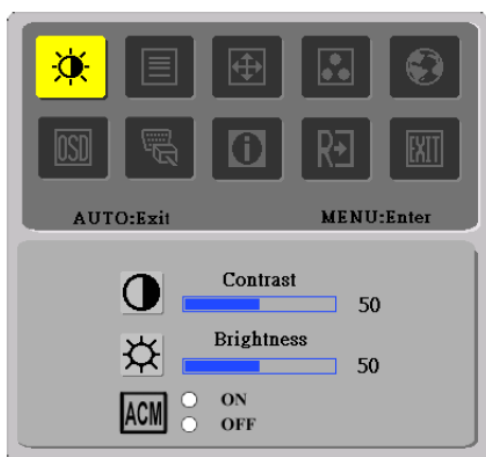 OSD
i
R
EXIT
AUTO:Exit MENU:Enter
Contrast
50
Brightness
50
ACM ON
OFF